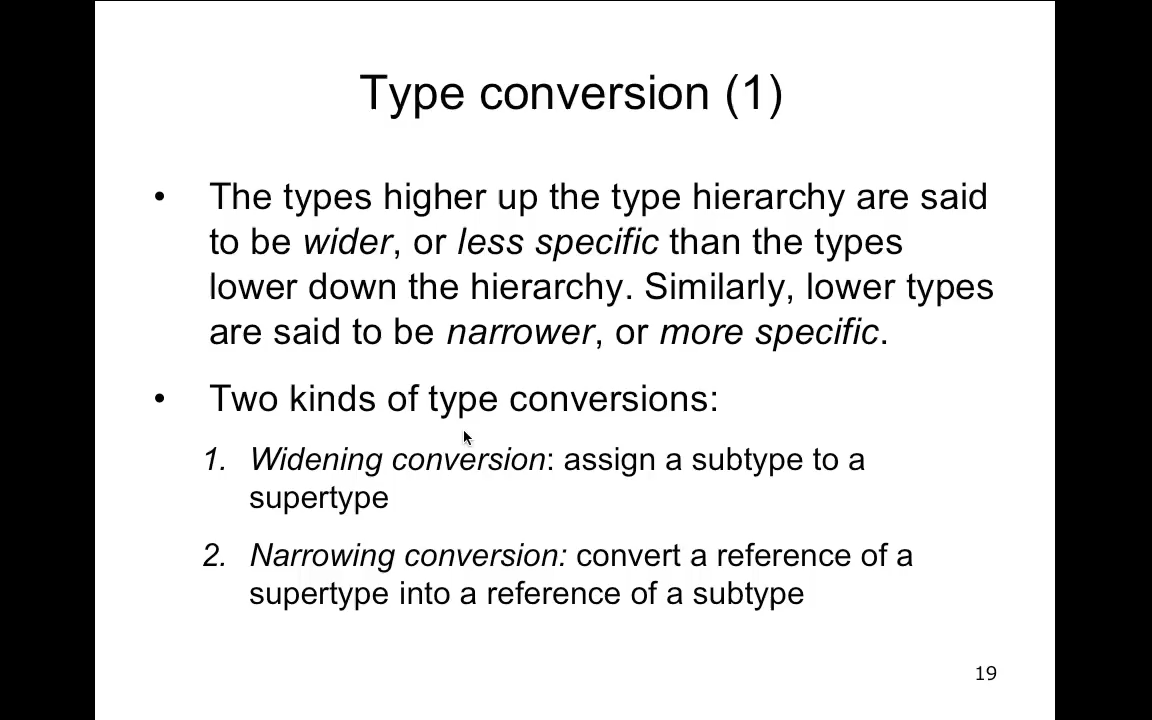 Type conversion (1)
• The types higher up the type hierarchy are said
to be wider, or less specific than the types
lower down the hierarchy. Similarly, lower types
are said to be narrower, or more specific.
• Two kinds of type conversions:
1. Widening conversion: assign a subtype to a
supertype
2. Narrowing conversion: convert a reference of a
supertype into a reference of a subtype
19